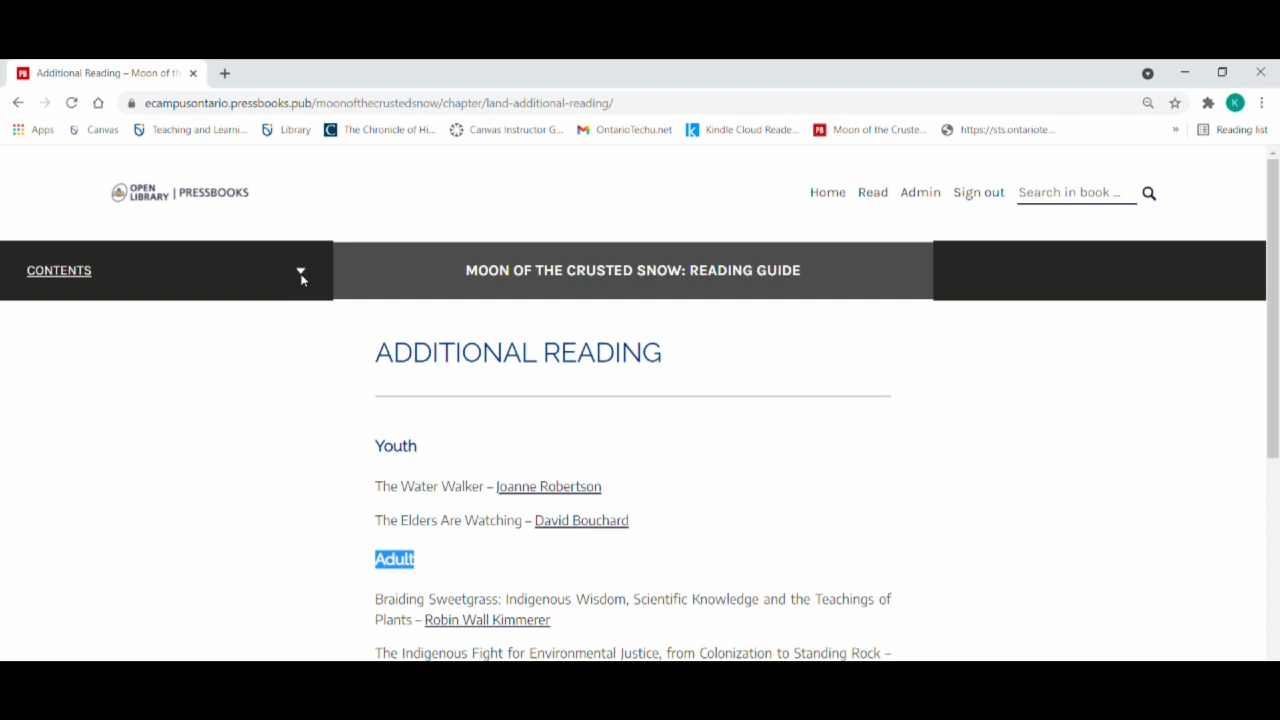 Additional Reading – Moon of th
ecampusontario.pressbooks.pub/moonofthecrustedsnow/chapter/land-additional-reading/
K
Apps Canvas Teaching and Learni... Library The Chronicle of Hi... Canvas Instructor G... OntarioTechu.net Kindle Cloud Reade... PB Moon of the Cruste... https://sts.ontariote... » Reading list
OPEN LIBRARY | PRESSBOOKS
Home Read Admin Sign out Search in book ...
CONTENTS
MOON OF THE CRUSTED SNOW: READING GUIDE
ADDITIONAL READING
Youth
The Water Walker – Joanne Robertson
The Elders Are Watching – David Bouchard
Adult
Braiding Sweetgrass: Indigenous Wisdom, Scientific Knowledge and the Teachings of
Plants – Robin Wall Kimmerer
The Indigenous Fight for Environmental Justice, from Colonization to Standing Rock –